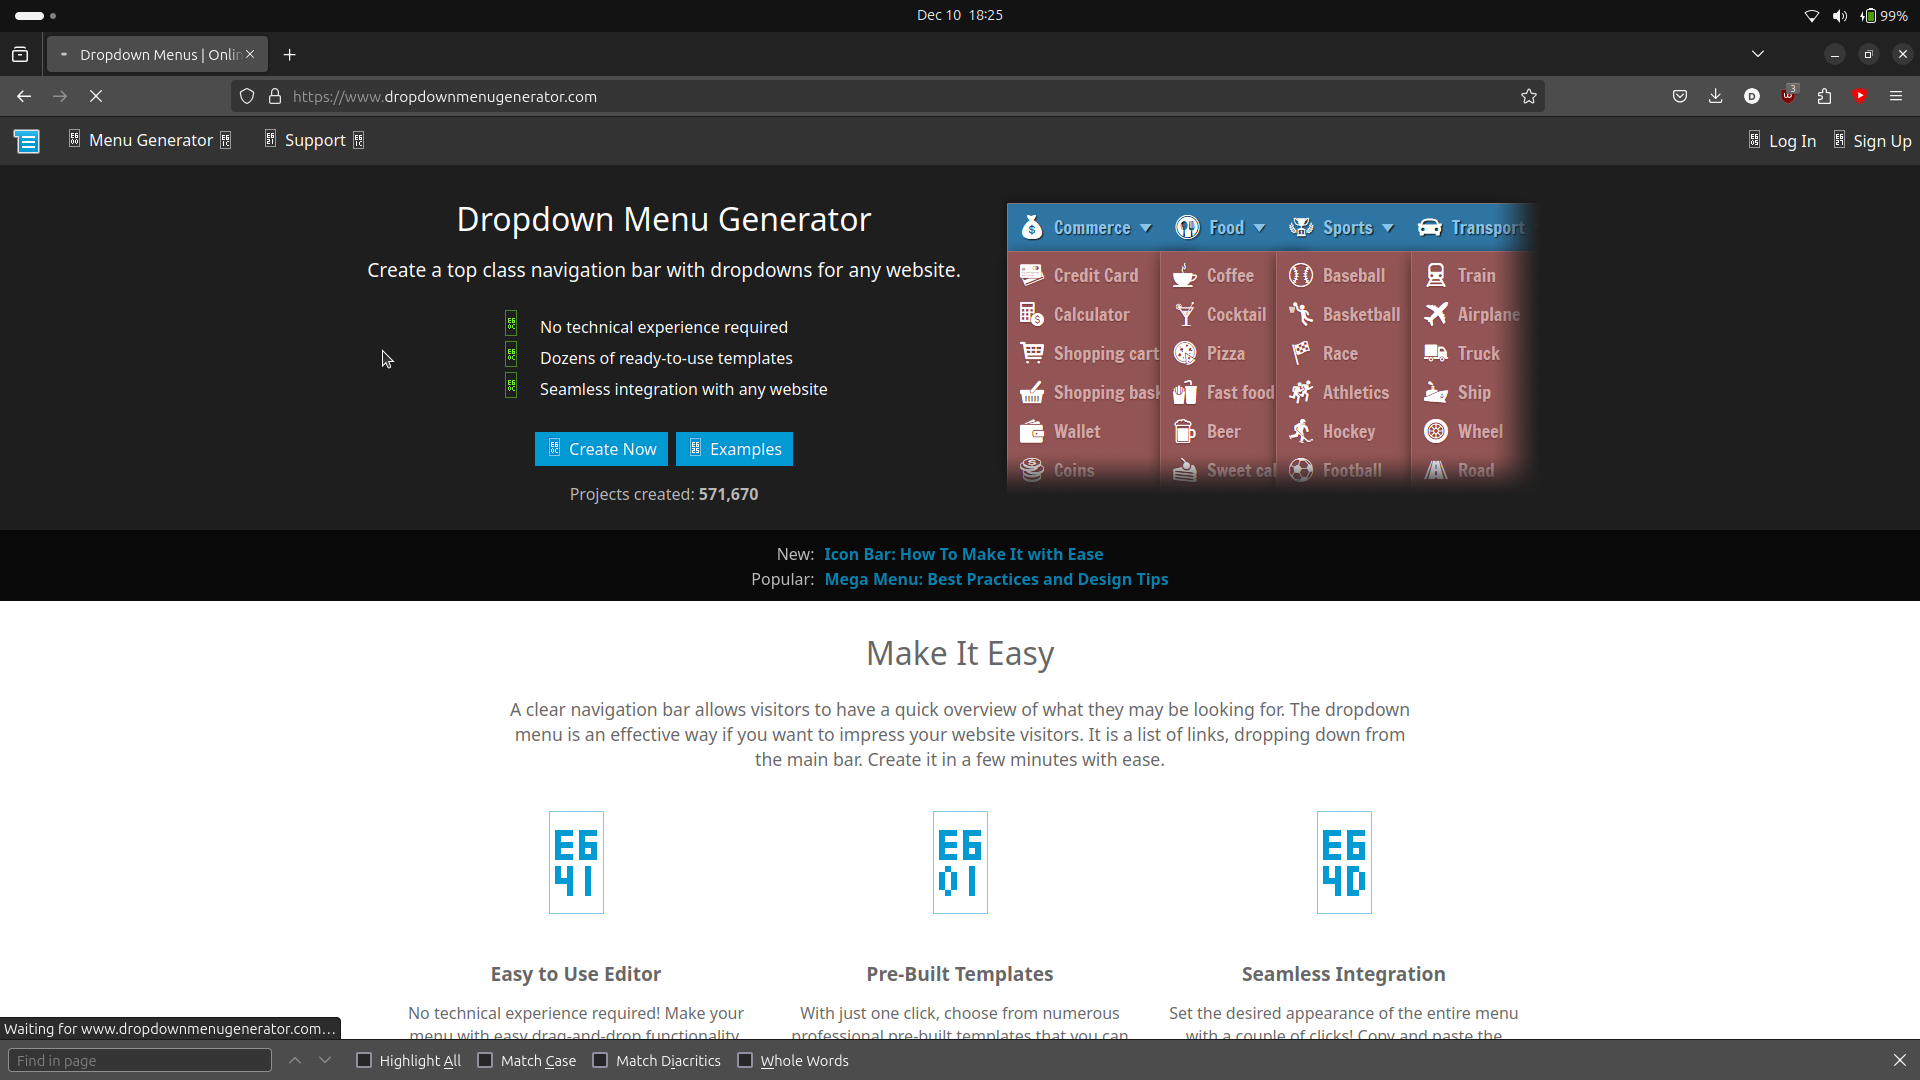 Dec 10 18:25
99%
Dropdown Menus | Onlin
https://www.dropdownmenugenerator.com
3
Menu Generator
Support
Log In
Sign Up
Dropdown Menu Generator
Create a top class navigation bar with dropdowns for any website.
No technical experience required
Dozens of ready-to-use templates
Seamless integration with any website
Create Now
Examples
Projects created: 571,670
Commerce Food Sports Transport
Credit Card Coffee Baseball Train
Calculator Cocktail Basketball Airplane
Shopping cart Pizza Race Truck
Shopping bask Fast food Athletics Ship
Wallet Beer Hockey Wheel
Coins Sweet cak Football Road
New: Icon Bar: How To Make It with Ease
Popular: Mega Menu: Best Practices and Design Tips
Make It Easy
A clear navigation bar allows visitors to have a quick overview of what they may be looking for. The dropdown
menu is an effective way if you want to impress your website visitors. It is a list of links, dropping down from
the main bar. Create it in a few minutes with ease.
E6 E6 E6
41 01 4D
Easy to Use Editor Pre-Built Templates Seamless Integration
No technical experience required! Make your With just one click, choose from numerous Set the desired appearance of the entire menu
menu with easy drag-and-drop functionality professional pre-built templates that you can with a couple of clicks! Copy and paste the
Waiting for www.dropdownmenugenerator.com…
Find in page
Highlight All
Match Case
Match Diacritics
Whole Words